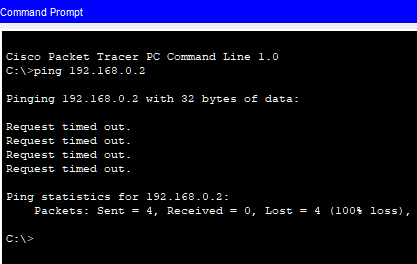 Command Prompt
Cisco Packet Tracer PC Command Line 1.0
C:\>ping 192.168.0.2
Pinging 192.168.0.2 with 32 bytes of data:
Request timed out.
Request timed out.
Request timed out.
Request timed out.
Ping statistics for 192.168.0.2:
    Packets: Sent = 4, Received = 0, Lost = 4 (100% loss),
C:\>